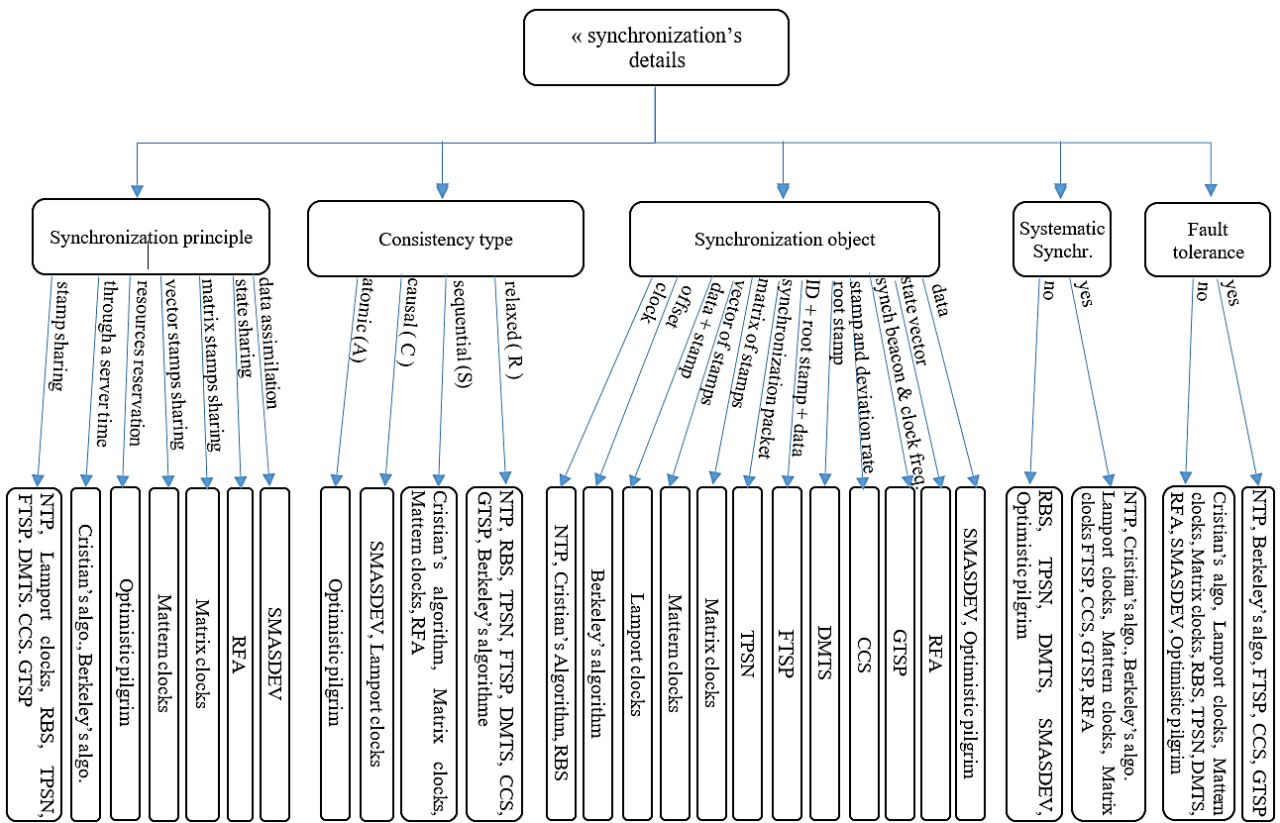 « synchronization’s
details
Synchronization principle
Consistency type
Synchronization object
Systematic
Synchr.
Fault
tolerance
stamp sharing
through a server time
resources reservation
vector stamps sharing
matrix stamps sharing
state sharing
data assimilation
atomic (A)
causal ( C )
sequential (S)
relaxed ( R )
clock
offset
data + stamp
vector of stamps
matrix of stamps
synchronization packet
ID + root stamp + data
root stamp
stamp and deviation rate
synch beacon & clock freq.
state vector
data
no
yes
no
yes
NTP, Lamport clocks, RBS, TPSN,
FTSP, DMTS. CCS, GTSP
Cristian’s algo., Berkeley’s algo.
Optimistic pilgrim
Mattern clocks
Matrix clocks
RFA
SMASDEV
Optimistic pilgrim
SMASDEV, Lamport clocks
Cristian’s algorithm, Matrix clocks,
Mattern clocks, RFA
NTP, RBS, TPSN, FTSP, DMTS, CCS,
GTSP, Berkeley’s algorithme
NTP, Cristian’s Algorithm, RBS
Berkeley’s algorithm
Lamport clocks
Mattern clocks
Matrix clocks
TPSN
FTSP
DMTS
CCS
GTSP
RFA
SMASDEV, Optimistic pilgrim
RBS, TPSN, DMTS, SMASDEV,
Optimistic pilgrim
NTP, Cristian’s algo., Berkeley’s algo.
Lamport clocks, Mattern clocks, Matrix
clocks FTSP, CCS, GTSP, RFA
Cristian’s algo, Lamport clocks, Mattern
clocks, Matrix clocks, RBS, TPSN, DMTS,
RFA, SMASDEV, Optimistic pilgrim
NTP, Berkeley’s algo, FTSP, CCS, GTSP